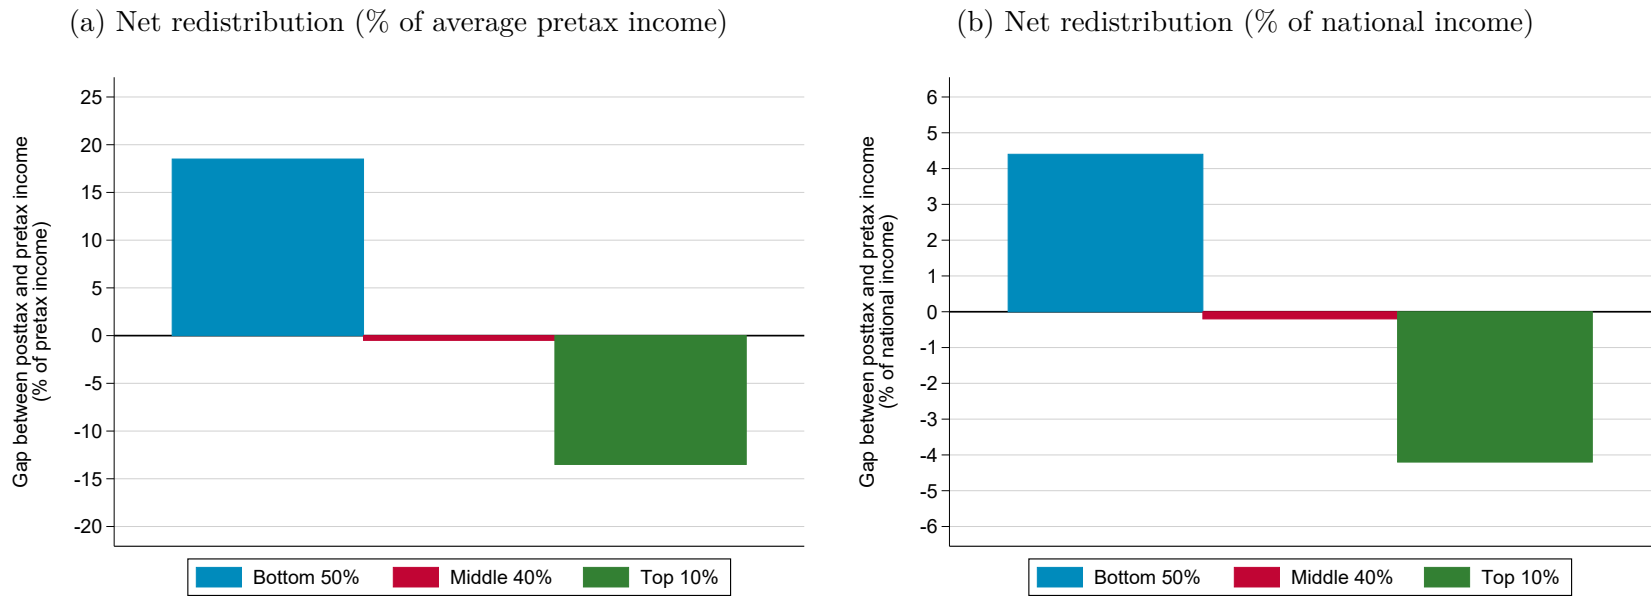 (a) Net redistribution (% of average pretax income)
Gap between posttax and pretax income
(% of pretax income)
25
20
15
10
5
0
-5
-10
-15
-20
Bottom 50% Middle 40% Top 10%
(b) Net redistribution (% of national income)
Gap between posttax and pretax income
(% of national income)
6
5
4
3
2
1
0
-1
-2
-3
-4
-5
-6
Bottom 50% Middle 40% Top 10%